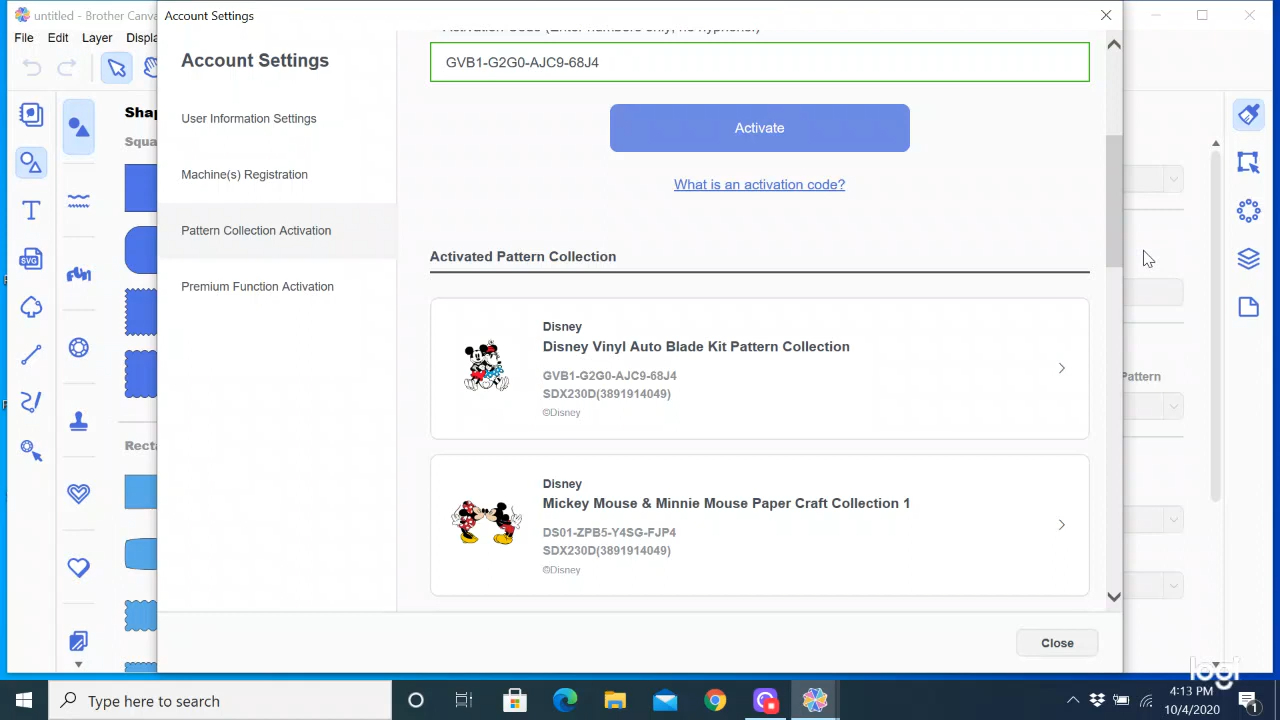 untitled - Brother Canva
Account Settings
File Edit Layer Displa
Account Settings
User Information Settings
Machine(s) Registration
Pattern Collection Activation
Premium Function Activation
Shap
Squa
Recta
SVG
GVB1-G2G0-AJC9-68J4
Activate
What is an activation code?
Activated Pattern Collection
Disney
Disney Vinyl Auto Blade Kit Pattern Collection
GVB1-G2G0-AJC9-68J4
SDX230D(3891914049)
©Disney
Disney
Mickey Mouse & Minnie Mouse Paper Craft Collection 1
DS01-ZPB5-Y4SG-FJP4
SDX230D(3891914049)
©Disney
Pattern
Close
logi
Type here to search
4:13 PM
10/4/2020
1